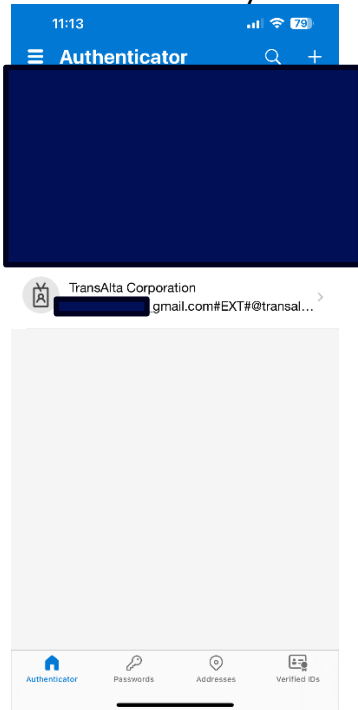 11:13
79
Authenticator
TransAlta Corporation
gmail.com#EXT#@transal...
Authenticator Passwords Addresses Verified IDs